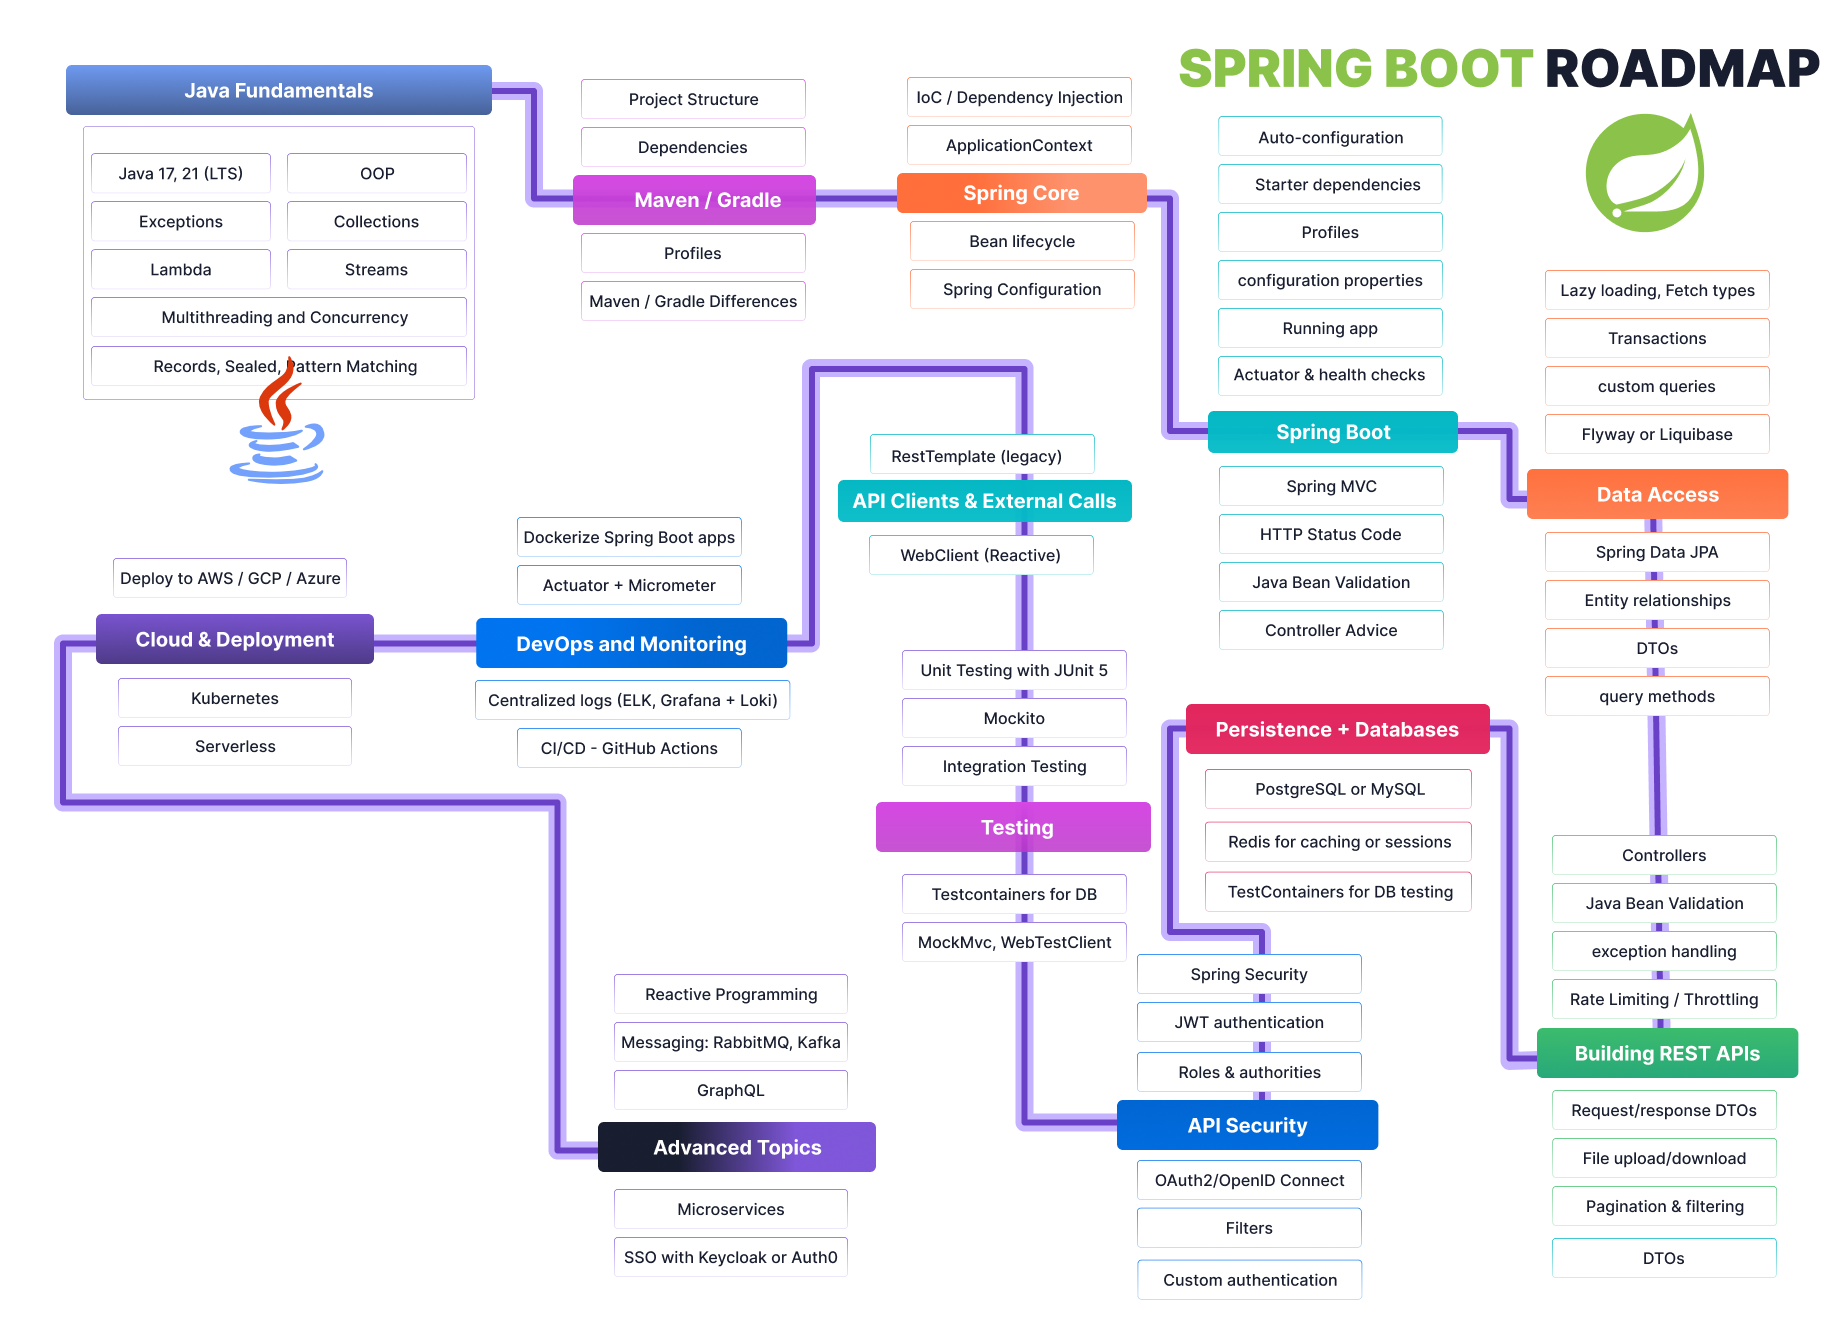 SPRING BOOT ROADMAP
Java Fundamentals
Java 17, 21 (LTS)
OOP
Exceptions
Collections
Lambda
Streams
Multithreading and Concurrency
Records, Sealed, Pattern Matching
Project Structure
Dependencies
Maven / Gradle
Profiles
Maven / Gradle Differences
IoC / Dependency Injection
ApplicationContext
Spring Core
Bean lifecycle
Spring Configuration
Auto-configuration
Starter dependencies
Profiles
configuration properties
Running app
Actuator & health checks
Spring Boot
Spring MVC
HTTP Status Code
Java Bean Validation
Controller Advice
Lazy loading, Fetch types
Transactions
custom queries
Flyway or Liquibase
Data Access
Spring Data JPA
Entity relationships
DTOs
query methods
Controllers
Java Bean Validation
exception handling
Rate Limiting / Throttling
Building REST APIs
Request/response DTOs
File upload/download
Pagination & filtering
DTOs
Persistence + Databases
PostgreSQL or MySQL
Redis for caching or sessions
TestContainers for DB testing
Spring Security
JWT authentication
Roles & authorities
API Security
OAuth2/OpenID Connect
Filters
Custom authentication
Unit Testing with JUnit 5
Mockito
Integration Testing
Testing
Testcontainers for DB
MockMvc, WebTestClient
RestTemplate (legacy)
API Clients & External Calls
WebClient (Reactive)
Dockerize Spring Boot apps
Actuator + Micrometer
DevOps and Monitoring
Centralized logs (ELK, Grafana + Loki)
CI/CD - GitHub Actions
Deploy to AWS / GCP / Azure
Cloud & Deployment
Kubernetes
Serverless
Reactive Programming
Messaging: RabbitMQ, Kafka
GraphQL
Advanced Topics
Microservices
SSO with Keycloak or Auth0